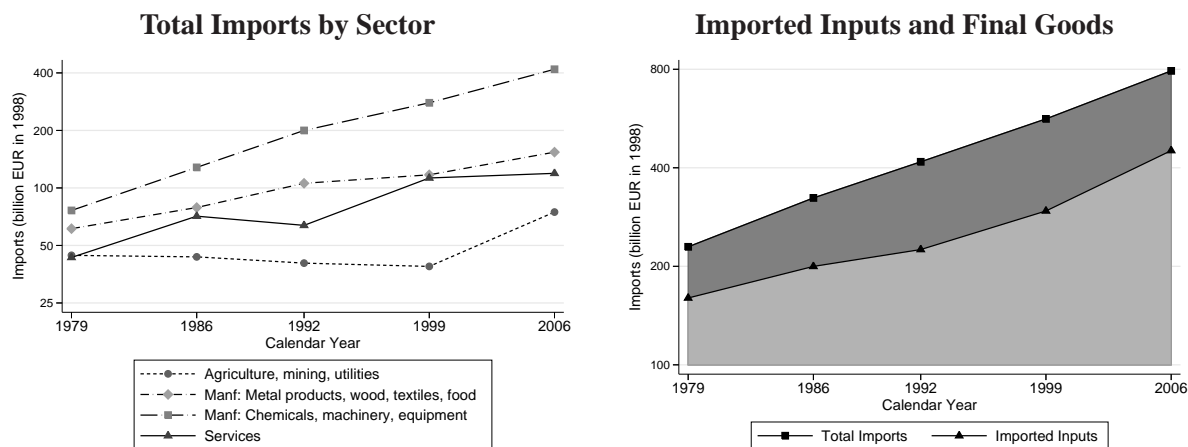 Total Imports by Sector
Imports (billion EUR in 1998)
400
200
100
50
25
1979 1986 1992 1999 2006
Calendar Year
Agriculture, mining, utilities
Manf: Metal products, wood, textiles, food
Manf: Chemicals, machinery, equipment
Services
Imported Inputs and Final Goods
Imports (billion EUR in 1998)
800
400
200
100
1979 1986 1992 1999 2006
Calendar Year
Total Imports Imported Inputs